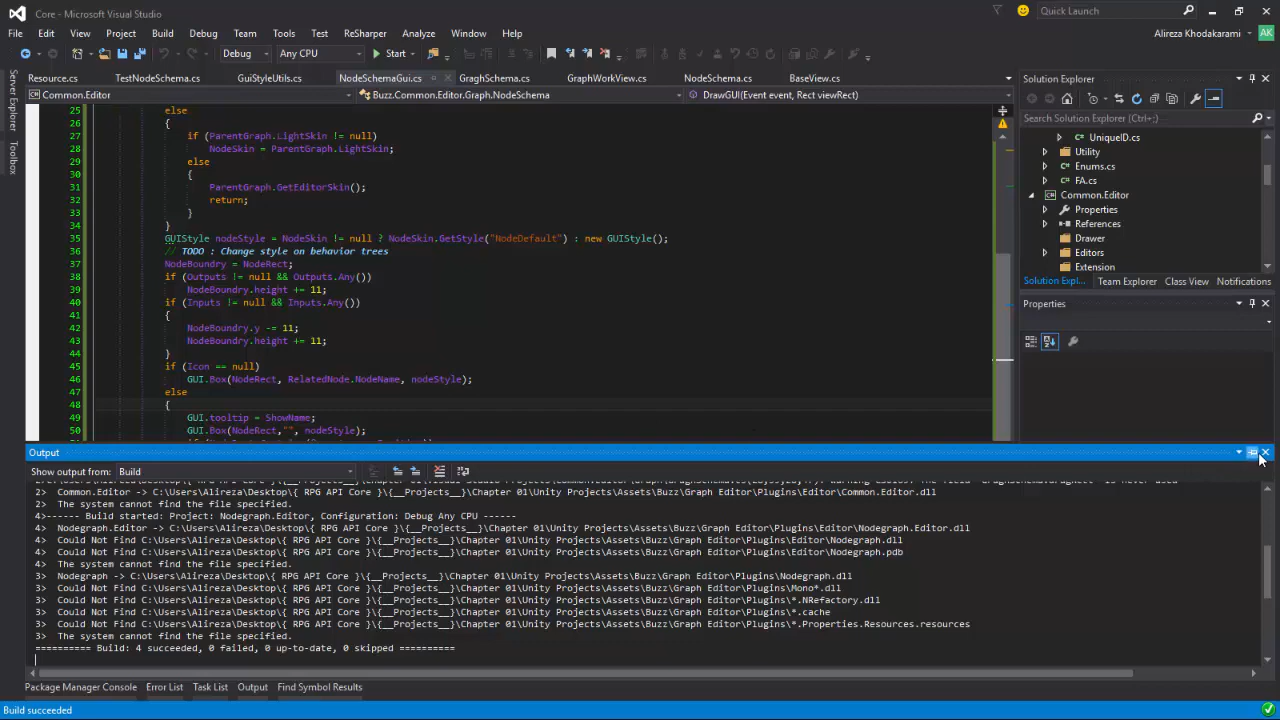 Core - Microsoft Visual Studio
Quick Launch
File Edit View Project Build Debug Team Tools Test ReSharper Analyze Window Help
Alireza Khodakarami AK
Debug Any CPU Start
Resource.cs TestNodeSchema.cs GuiStyleUtils.cs NodeSchemaGui.cs GraghSchema.cs GraphWorkView.cs NodeSchema.cs BaseView.cs
Common.Editor Buzz.Common.Editor.Graph.NodeSchema DrawGUI(Event event, Rect viewRect)
Server Explorer
Toolbox
25 else
26 {
27 if (ParentGraph.LightSkin != null)
28 NodeSkin = ParentGraph.LightSkin;
29 else
30 {
31 ParentGraph.GetEditorSkin();
32 return;
33 }
34 }
35 GUIStyle nodeStyle = NodeSkin != null ? NodeSkin.GetStyle("NodeDefault") : new GUIStyle();
36 // TODO : Change style on behavior trees
37 NodeBoundry = NodeRect;
38 if (Outputs != null && Outputs.Any())
39 NodeBoundry.height += 11;
40 if (Inputs != null && Inputs.Any())
41 {
42 NodeBoundry.y -= 11;
43 NodeBoundry.height += 11;
44 }
45 if (Icon == null)
46 GUI.Box(NodeRect, RelatedNode.NodeName, nodeStyle);
47 else
48 {
49 GUI.tooltip = ShowName;
50 GUI.Box(NodeRect,"", nodeStyle);
Solution Explorer
Search Solution Explorer (Ctrl+;)
UniqueID.cs
Utility
Enums.cs
FA.cs
Common.Editor
Properties
References
Drawer
Editors
Extension
Solution Expl... Team Explorer Class View Notifications
Properties
Output
Show output from: Build
2> Common.Editor -> C:\Users\Alireza\Desktop\{ RPG API Core }\{__Projects__}\Chapter 01\Unity Projects\Assets\Buzz\Graph Editor\Plugins\Editor\Common.Editor.dll
2> The system cannot find the file specified.
4>------ Build started: Project: Nodegraph.Editor, Configuration: Debug Any CPU ------
4> Nodegraph.Editor -> C:\Users\Alireza\Desktop\{ RPG API Core }\{__Projects__}\Chapter 01\Unity Projects\Assets\Buzz\Graph Editor\Plugins\Editor\Nodegraph.Editor.dll
4> Could Not Find C:\Users\Alireza\Desktop\{ RPG API Core }\{__Projects__}\Chapter 01\Unity Projects\Assets\Buzz\Graph Editor\Plugins\Editor\Nodegraph.dll
4> Could Not Find C:\Users\Alireza\Desktop\{ RPG API Core }\{__Projects__}\Chapter 01\Unity Projects\Assets\Buzz\Graph Editor\Plugins\Editor\Nodegraph.pdb
4> The system cannot find the file specified.
3> Nodegraph -> C:\Users\Alireza\Desktop\{ RPG API Core }\{__Projects__}\Chapter 01\Unity Projects\Assets\Buzz\Graph Editor\Plugins\Nodegraph.dll
3> Could Not Find C:\Users\Alireza\Desktop\{ RPG API Core }\{__Projects__}\Chapter 01\Unity Projects\Assets\Buzz\Graph Editor\Plugins\Mono*.dll
3> Could Not Find C:\Users\Alireza\Desktop\{ RPG API Core }\{__Projects__}\Chapter 01\Unity Projects\Assets\Buzz\Graph Editor\Plugins\*.NRefactory.dll
3> Could Not Find C:\Users\Alireza\Desktop\{ RPG API Core }\{__Projects__}\Chapter 01\Unity Projects\Assets\Buzz\Graph Editor\Plugins\*.cache
3> Could Not Find C:\Users\Alireza\Desktop\{ RPG API Core }\{__Projects__}\Chapter 01\Unity Projects\Assets\Buzz\Graph Editor\Plugins\*.Properties.Resources.resources
3> The system cannot find the file specified.
========== Build: 4 succeeded, 0 failed, 0 up-to-date, 0 skipped ==========
Package Manager Console Error List Task List Output Find Symbol Results
Build succeeded